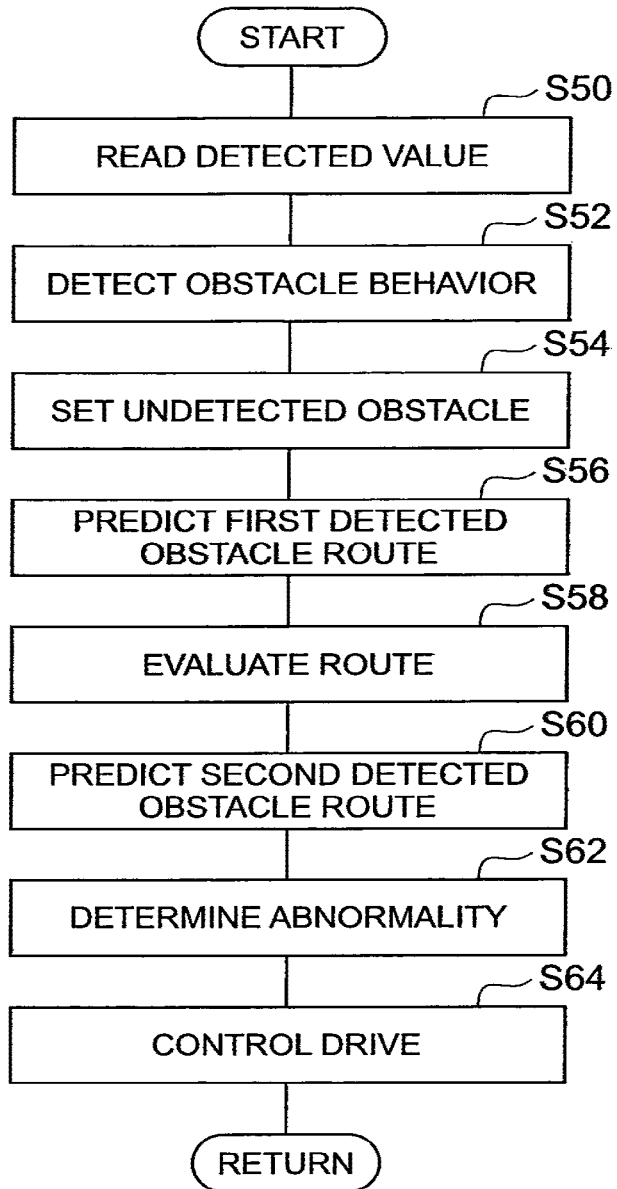 START
S50
READ DETECTED VALUE
S52
DETECT OBSTACLE BEHAVIOR
S54
SET UNDETECTED OBSTACLE
S56
PREDICT FIRST DETECTED
OBSTACLE ROUTE
S58
EVALUATE ROUTE
S60
PREDICT SECOND DETECTED
OBSTACLE ROUTE
S62
DETERMINE ABNORMALITY
S64
CONTROL DRIVE
RETURN